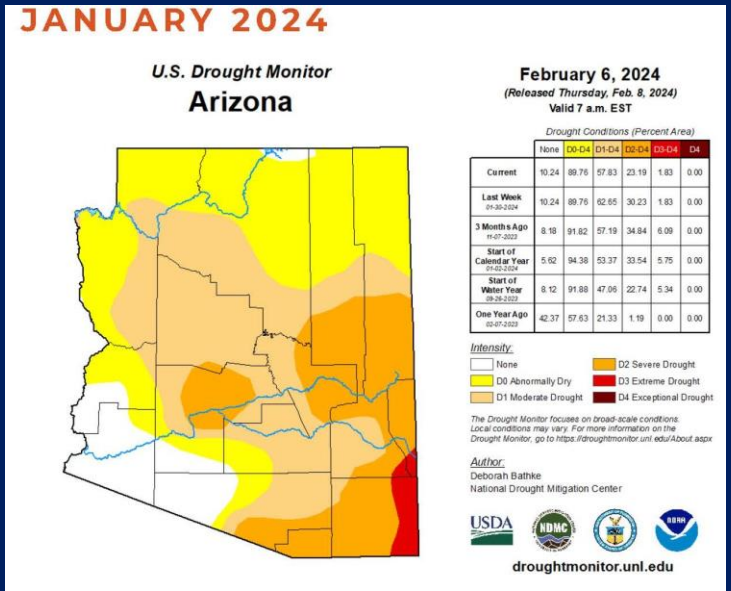 JANUARY 2024
U.S. Drought Monitor
Arizona
February 6, 2024
(Released Thursday, Feb. 8, 2024)
Valid 7 a.m. EST
Drought Conditions (Percent Area)
None D0-D4 D1-D4 D2-D4 D3-D4 D4
Current 10.24 89.76 57.83 23.19 1.83 0.00
Last Week 10.24 89.76 62.65 30.23 1.83 0.00
01-30-2024
3 Months Ago 8.18 91.82 57.19 34.84 6.09 0.00
11-07-2023
Start of Calendar Year 5.62 94.38 53.37 33.54 5.75 0.00
01-02-2024
Start of Water Year 8.12 91.88 47.06 22.74 5.34 0.00
09-26-2023
One Year Ago 42.37 57.63 21.33 1.19 0.00 0.00
02-07-2023
Intensity:
None
D2 Severe Drought
D0 Abnormally Dry
D3 Extreme Drought
D1 Moderate Drought
D4 Exceptional Drought
The Drought Monitor focuses on broad-scale conditions.
Local conditions may vary. For more information on the
Drought Monitor, go to https://droughtmonitor.unl.edu/About.aspx
Author:
Deborah Bathke
National Drought Mitigation Center
USDA
NDMC
NOAA
droughtmonitor.unl.edu